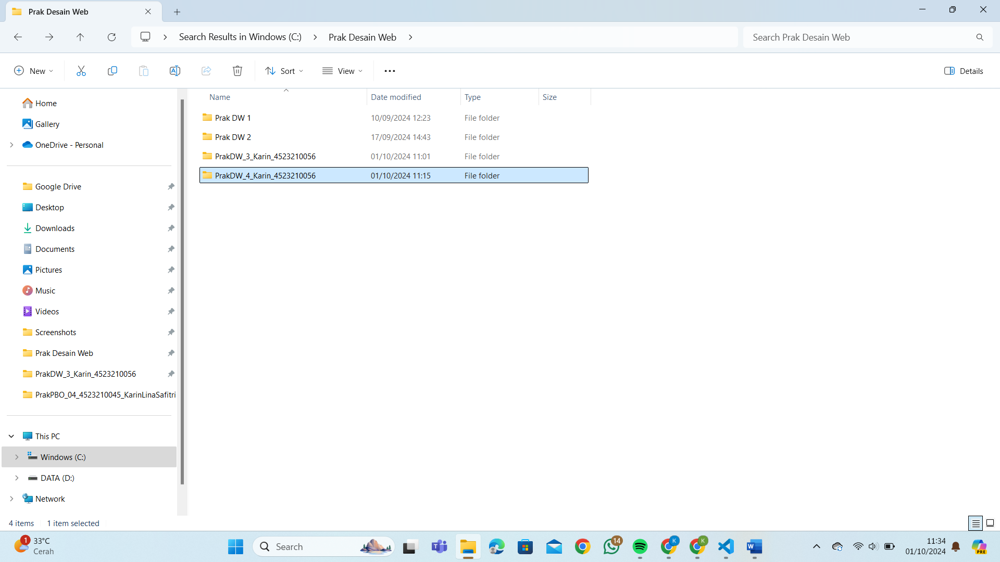 Prak Desain Web
Search Results in Windows (C:) Prak Desain Web
Search Prak Desain Web
New Sort View Details
Name Date modified Type Size
Prak DW 1 10/09/2024 12:23 File folder
Prak DW 2 17/09/2024 14:43 File folder
PrakDW_3_Karin_4523210056 01/10/2024 11:01 File folder
PrakDW_4_Karin_4523210056 01/10/2024 11:15 File folder
Home
Gallery
OneDrive - Personal
Google Drive
Desktop
Downloads
Documents
Pictures
Music
Videos
Screenshots
Prak Desain Web
PrakDW_3_Karin_4523210056
PrakPBO_04_4523210045_KarinLinaSafitri
This PC
Windows (C:)
DATA (D:)
Network
4 items 1 item selected
1
33°C
Cerah
Search
14
K
K
W
PRE
11:34
01/10/2024